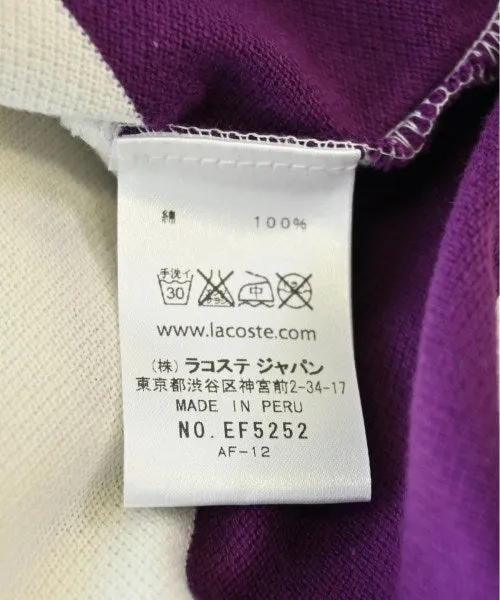 綿 100%
手洗イ
30 中
www.lacoste.com
(株) ラコステ ジャパン
東京都渋谷区神宮前2-34-17
MADE IN PERU
NO. EF5252
AF-12